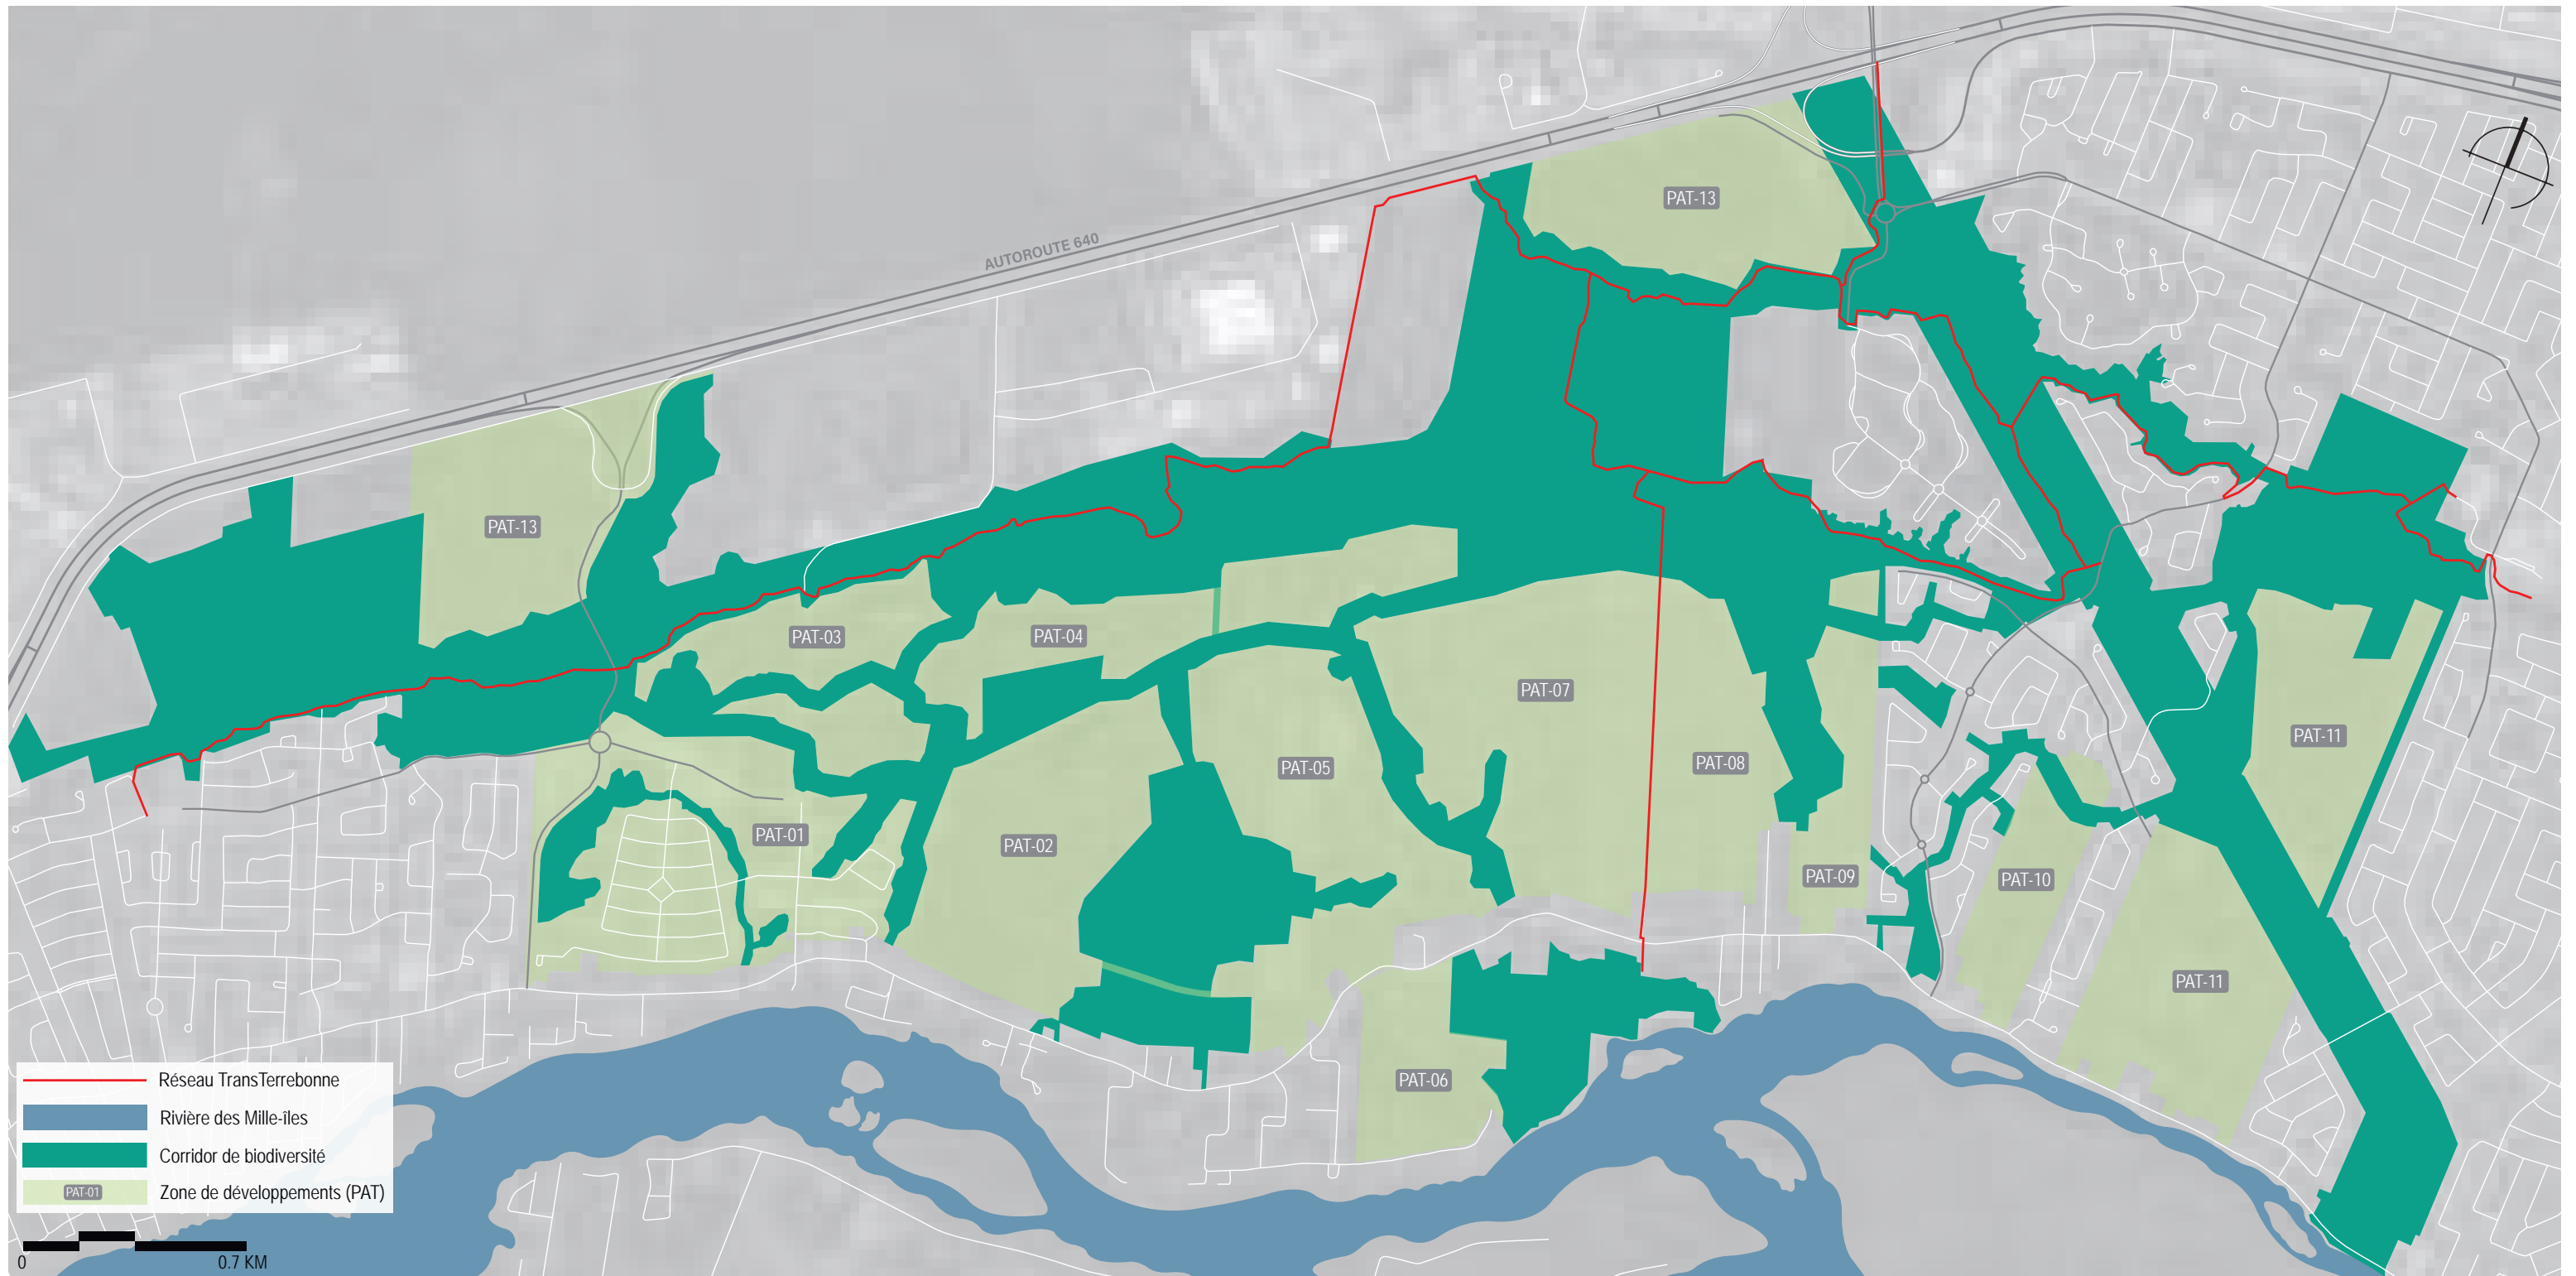 PAT-13
AUTOROUTE 640
PAT-13
PAT-03
PAT-04
PAT-07
PAT-11
PAT-05
PAT-08
PAT-01
PAT-02
PAT-09
PAT-10
PAT-11
PAT-06
Réseau TransTerrebonne
Rivière des Mille-îles
Corridor de biodiversité
PAT-01 Zone de développements (PAT)
0 0.7 KM